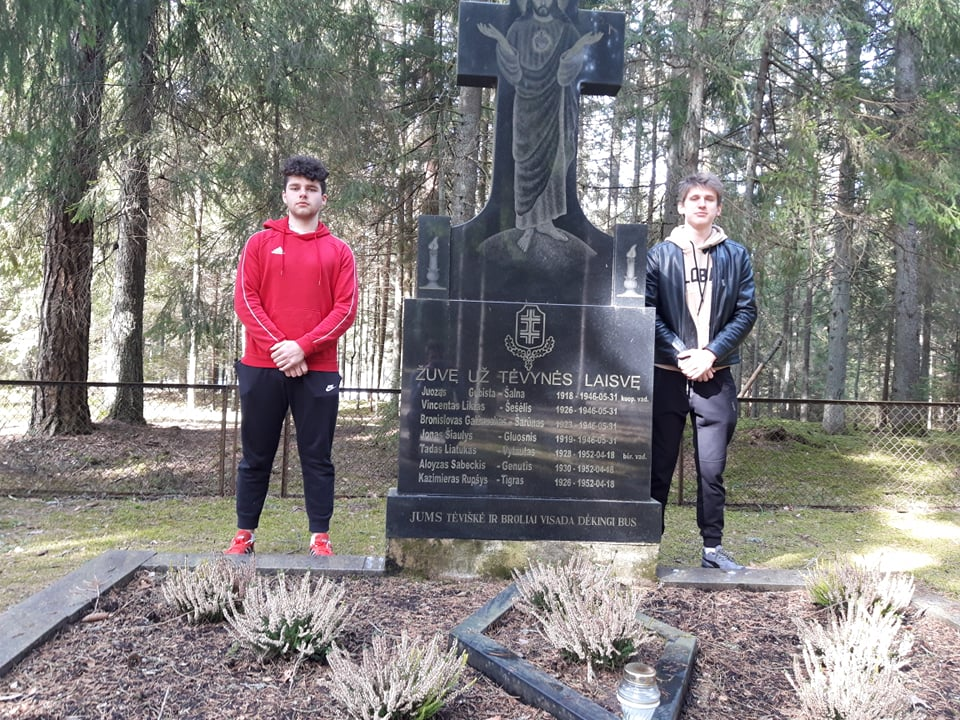 LOBU
ŽUVĘ UŽ TĖVYNĖS LAISVĘ
Juozas Gubista - Šalna 1918 - 1946-05-31 kuop. vad.
Vincentas Likas - Šešėlis 1926 - 1946-05-31
Bronislovas - Šarūnas 1923 - 1946-05-31
Jonas Šiaulys - Gluosnis 1919 - 1946-05-31
Tadas Liatukas - Vytautas 1928 - 1952-04-18 būr. vad.
Aloyzas Sabeckis - Genutis 1930 - 1952-04-18
Kazimieras Rupšys - Tigras 1926 - 1952-04-18
JUMS TĖVIŠKĖ IR BROLIAI VISADA DĖKINGI BUS